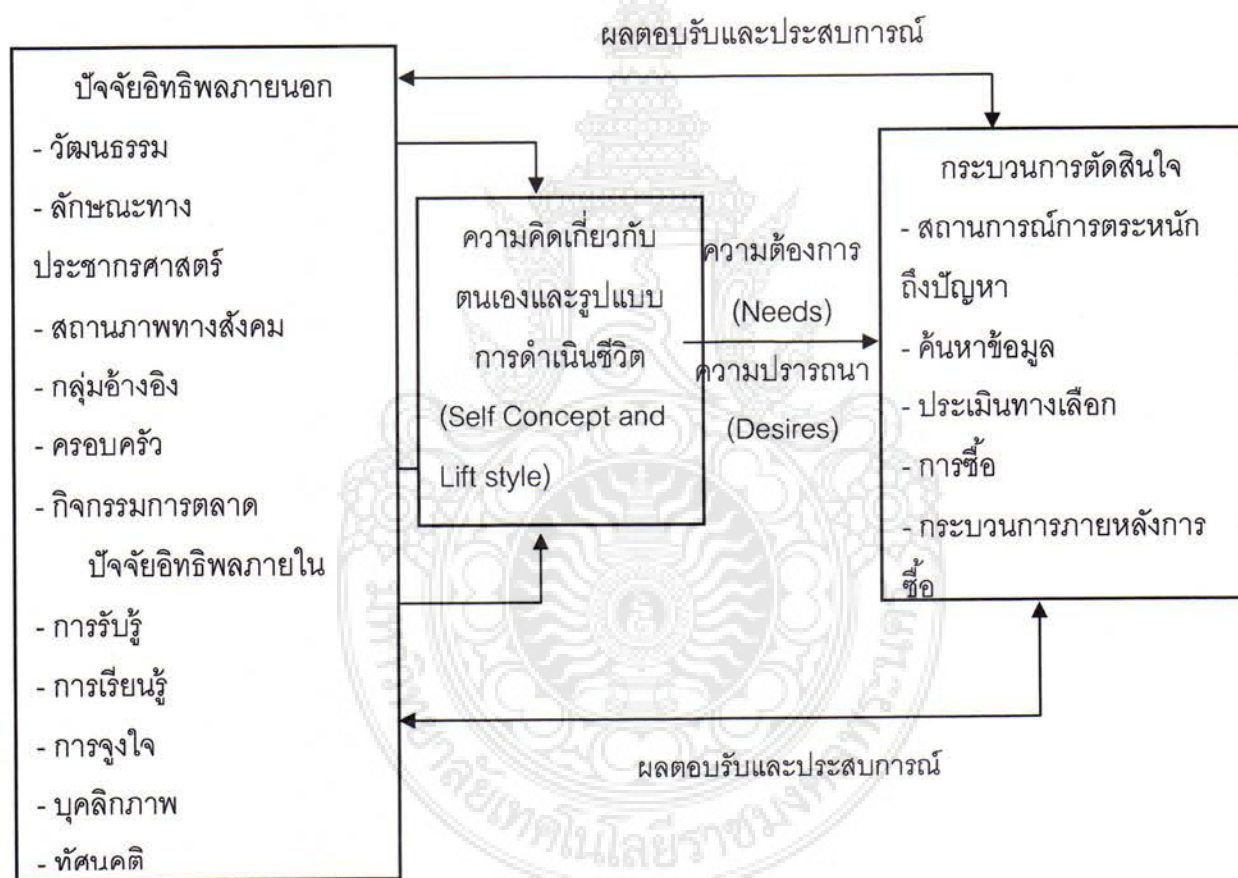 ผลตอบรับและประสบการณ์
ปัจจัยอิทธิพลภายนอก
- วัฒนธรรม
- ลักษณะทาง
ประชากรศาสตร์
- สถานภาพทางสังคม
- กลุ่มอ้างอิง
- ครอบครัว
- กิจกรรมการตลาด
ปัจจัยอิทธิพลภายใน
- การรับรู้
- การเรียนรู้
- การจูงใจ
- บุคลิกภาพ
- ทัศนคติ
ความคิดเกี่ยวกับ
ตนเองและรูปแบบ
การดำเนินชีวิต
(Self Concept and
Lift style)
ความต้องการ
(Needs)
ความปรารถนา
(Desires)
กระบวนการตัดสินใจ
- สถานการณ์การตระหนัก
ถึงปัญหา
- ค้นหาข้อมูล
- ประเมินทางเลือก
- การซื้อ
- กระบวนการภายหลังการ
ซื้อ
ผลตอบรับและประสบการณ์